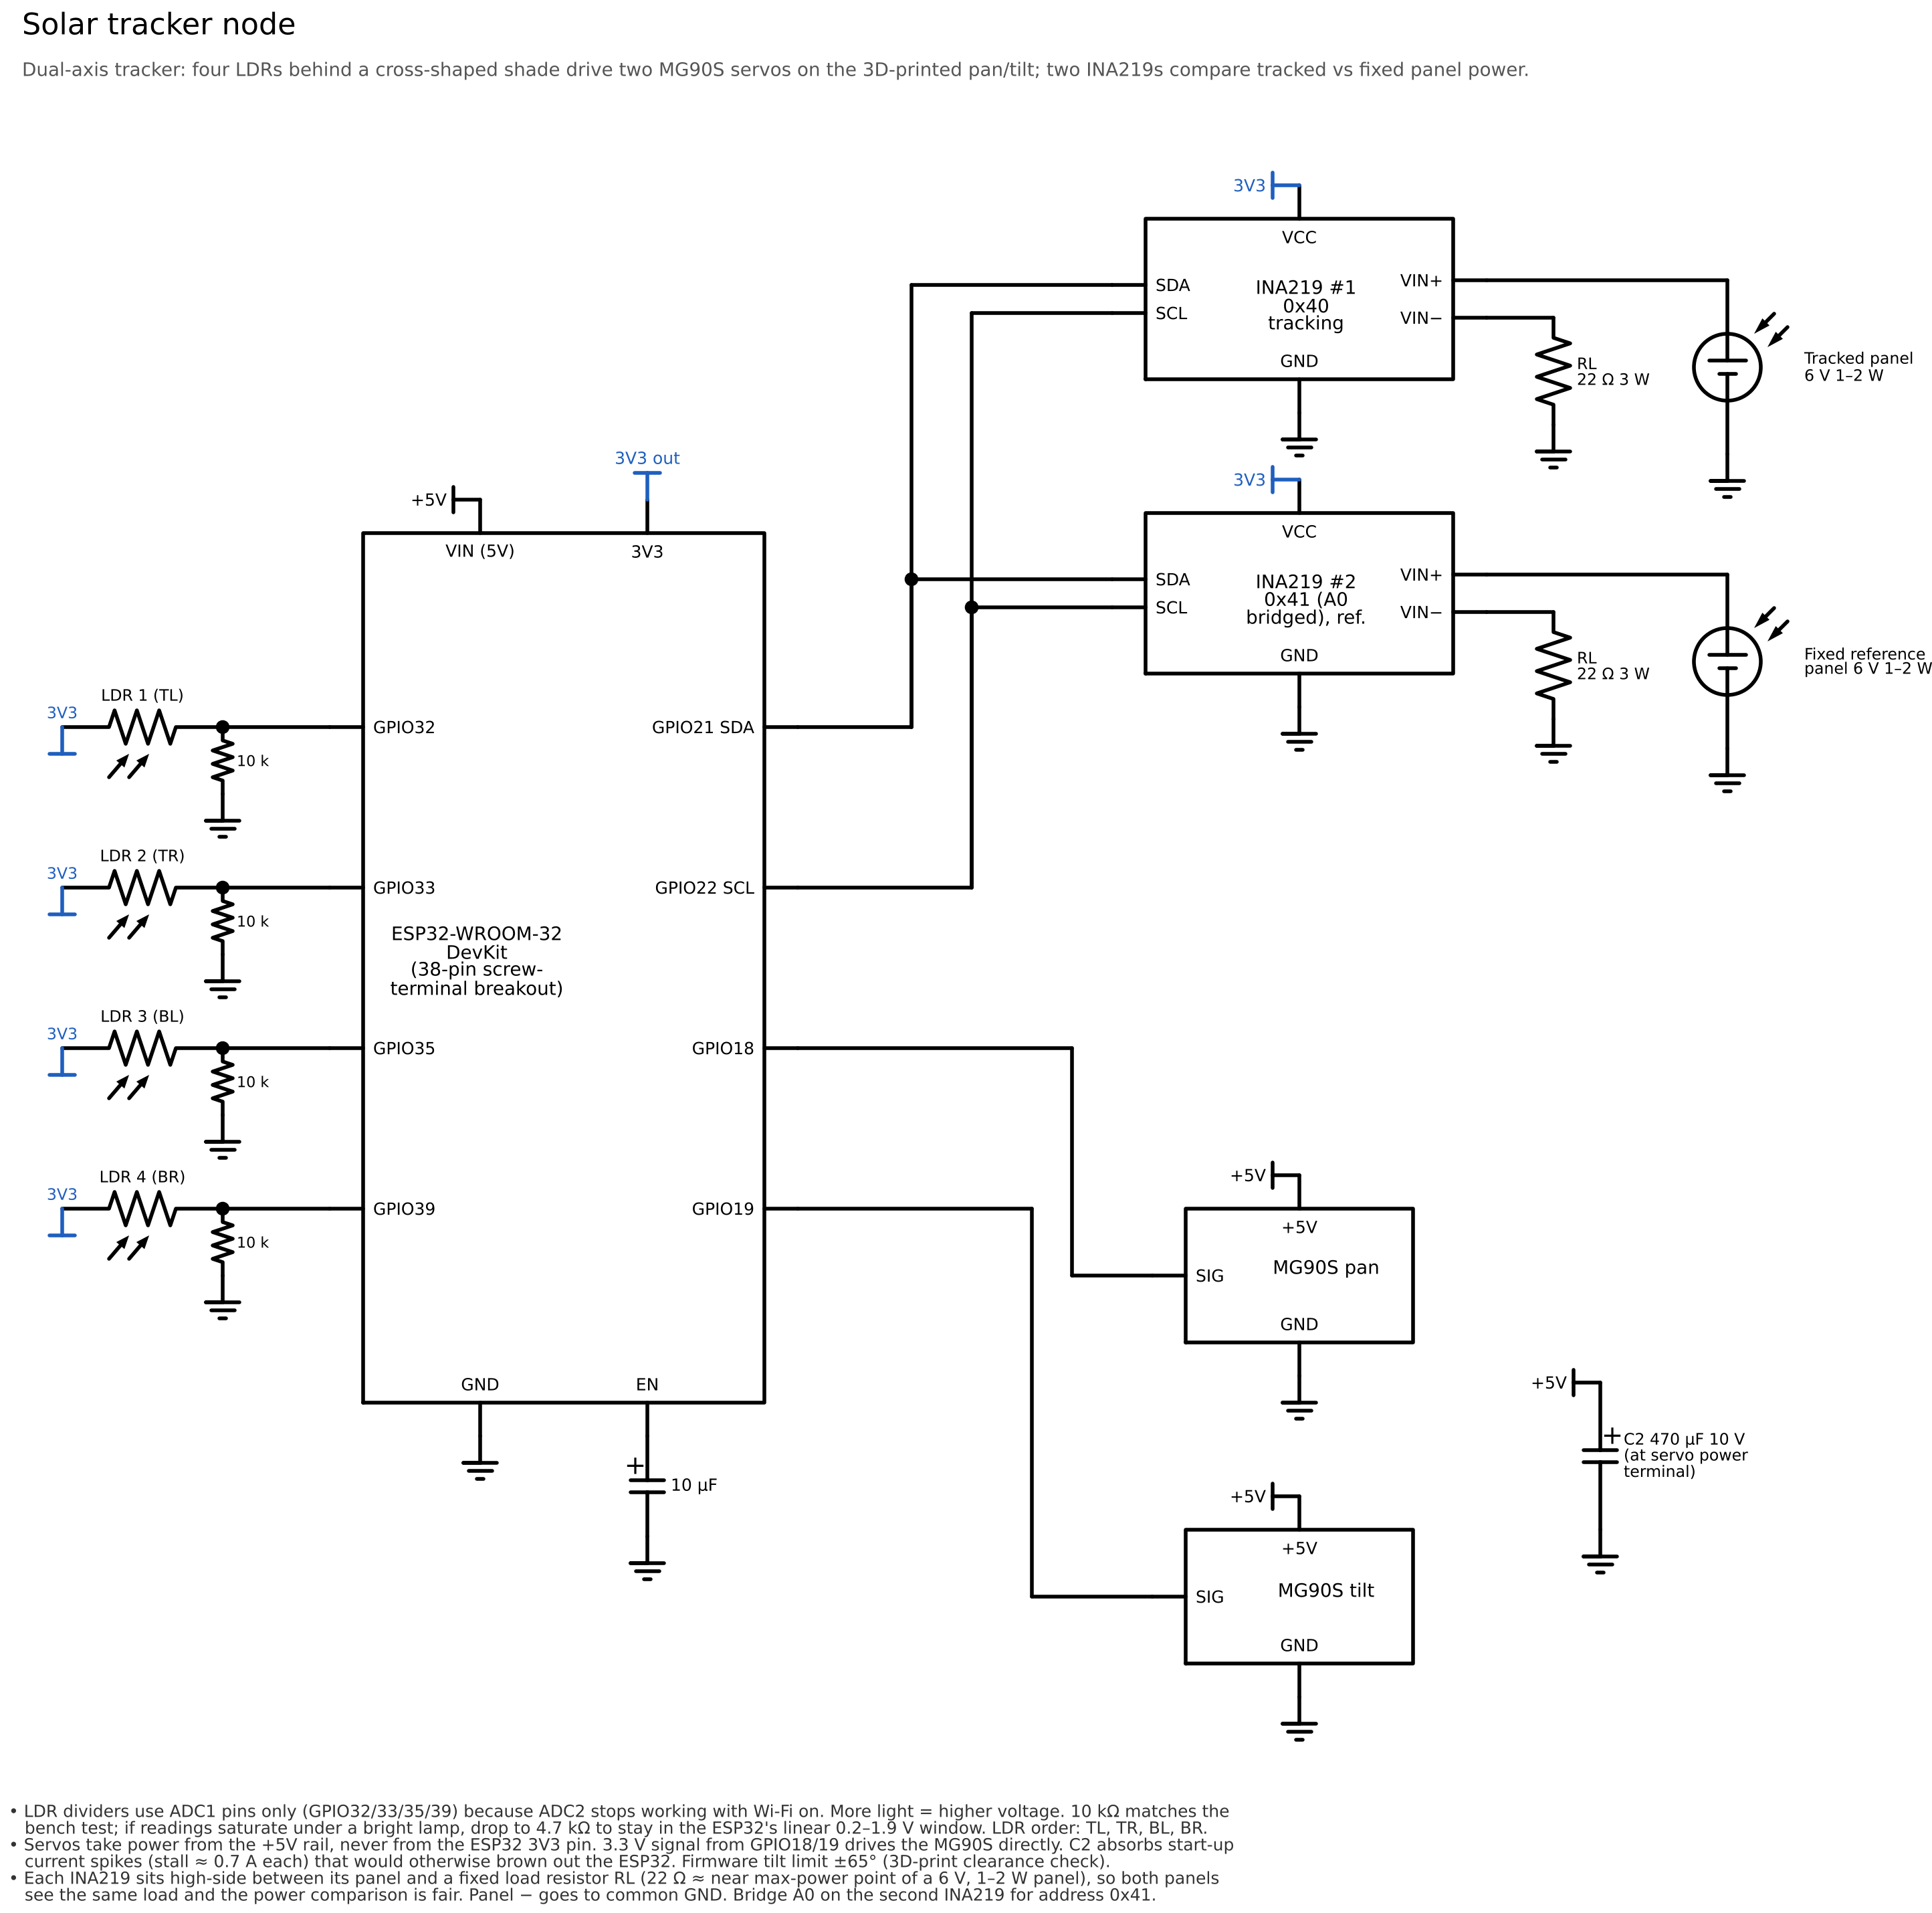 Solar tracker node
Dual-axis tracker: four LDRs behind a cross-shaped shade drive two MG90S servos on the 3D-printed pan/tilt; two INA219s compare tracked vs fixed panel power.
3V3
VCC
SDA
SCL
INA219 #1
0x40
tracking
VIN+
VIN−
GND
RL
22 Ω 3 W
Tracked panel
6 V 1–2 W
3V3
VCC
SDA
SCL
INA219 #2
0x41 (A0
bridged), ref.
VIN+
VIN−
GND
RL
22 Ω 3 W
Fixed reference
panel 6 V 1–2 W
+5V
3V3 out
VIN (5V)
3V3
LDR 1 (TL)
3V3
10 k
GPIO32
GPIO21 SDA
LDR 2 (TR)
3V3
10 k
GPIO33
GPIO22 SCL
ESP32-WROOM-32
DevKit
(38-pin screw-
terminal breakout)
LDR 3 (BL)
3V3
10 k
GPIO35
GPIO18
LDR 4 (BR)
3V3
10 k
GPIO39
GPIO19
GND
EN
10 µF
+
+5V
+5V
SIG
MG90S pan
GND
+5V
+
C2 470 µF 10 V
(at servo power
terminal)
+5V
+5V
SIG
MG90S tilt
GND
• LDR dividers use ADC1 pins only (GPIO32/33/35/39) because ADC2 stops working with Wi-Fi on. More light = higher voltage. 10 kΩ matches the
bench test; if readings saturate under a bright lamp, drop to 4.7 kΩ to stay in the ESP32's linear 0.2–1.9 V window. LDR order: TL, TR, BL, BR.
• Servos take power from the +5V rail, never from the ESP32 3V3 pin. 3.3 V signal from GPIO18/19 drives the MG90S directly. C2 absorbs start-up
current spikes (stall ≈ 0.7 A each) that would otherwise brown out the ESP32. Firmware tilt limit ±65° (3D-print clearance check).
• Each INA219 sits high-side between its panel and a fixed load resistor RL (22 Ω ≈ near max-power point of a 6 V, 1–2 W panel), so both panels
see the same load and the power comparison is fair. Panel − goes to common GND. Bridge A0 on the second INA219 for address 0x41.